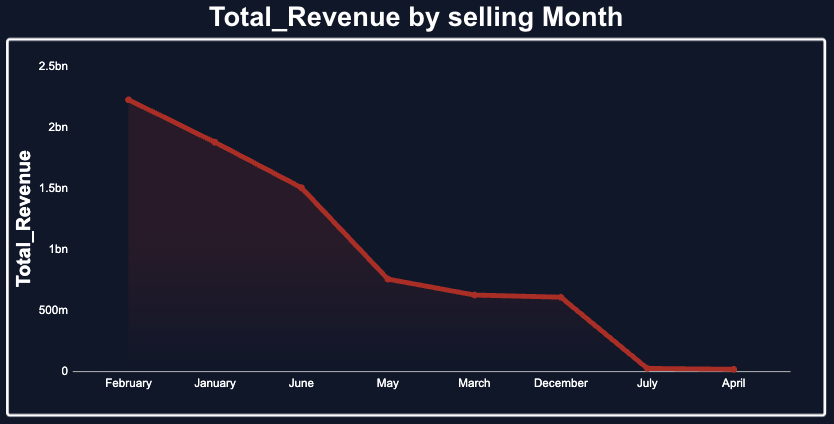 Total_Revenue by selling Month
Total_Revenue
2.5bn
2bn
1.5bn
1bn
500m
0
February January June May March December July April